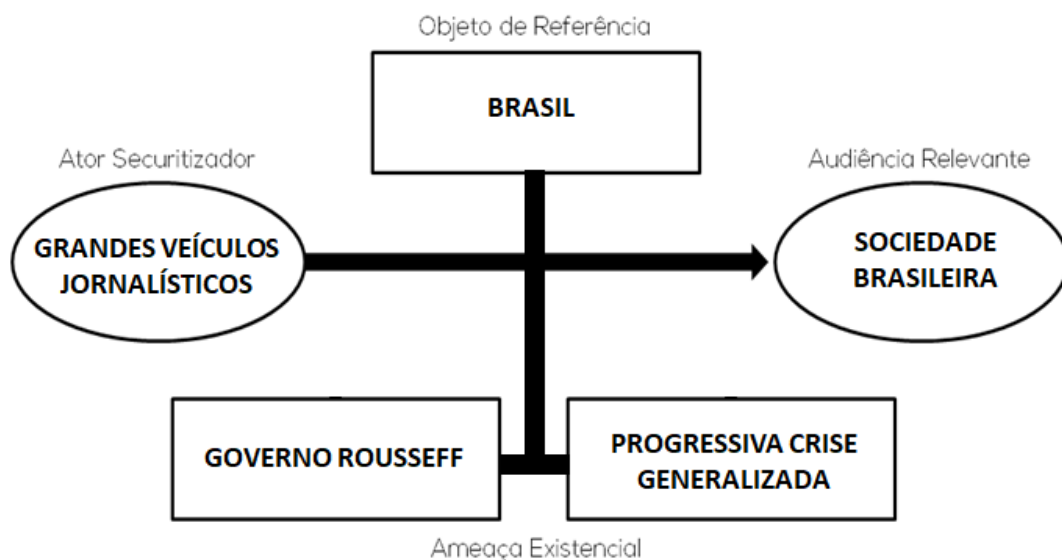 Objeto de Referência
BRASIL
Ator Securitizador
Audiência Relevante
GRANDES VEÍCULOS
JORNALÍSTICOS
SOCIEDADE
BRASILEIRA
GOVERNO ROUSSEFF
PROGRESSIVA CRISE
GENERALIZADA
Ameaça Existencial